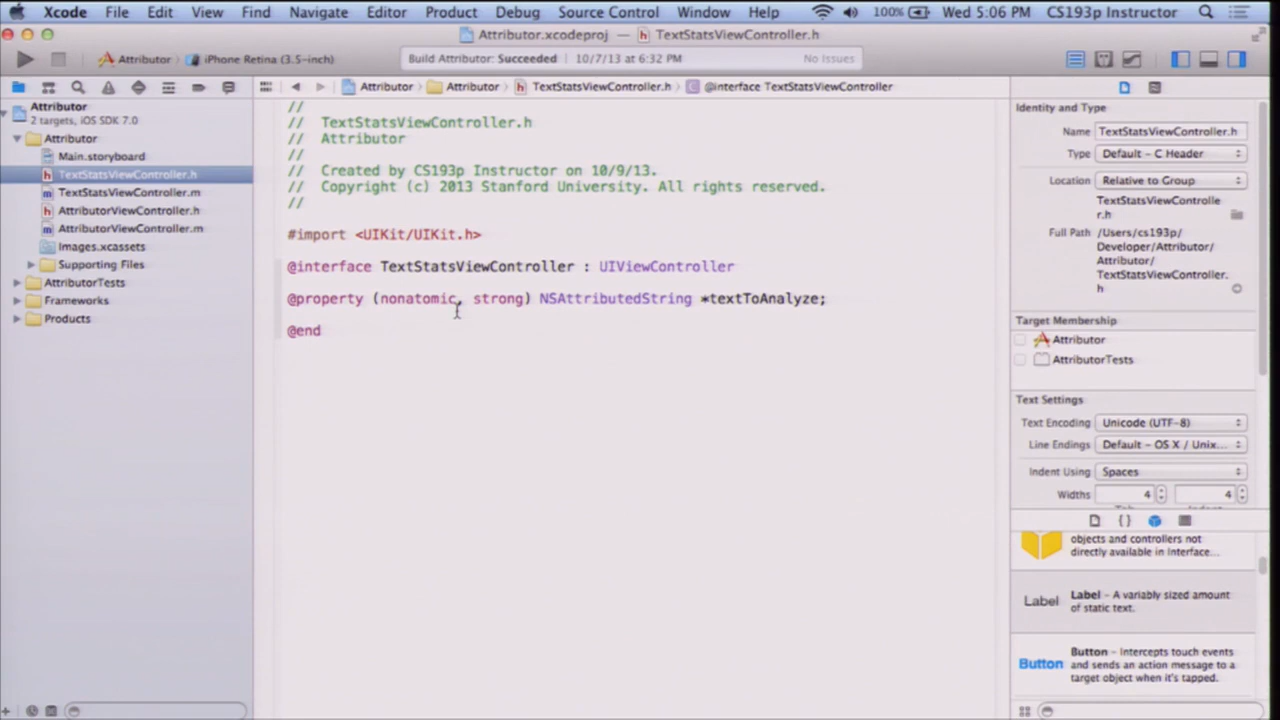 Xcode File Edit View Find Navigate Editor Product Debug Source Control Window Help 100% Wed 5:06 PM CS193p Instructor
Attributor.xcodeproj — TextStatsViewController.h
Attributor iPhone Retina (3.5-inch) Build Attributor: Succeeded 10/7/13 at 6:32 PM No Issues
Attributor Attributor TextStatsViewController.h @interface TextStatsViewController
Attributor
2 targets, iOS SDK 7.0
Attributor
Main.storyboard
TextStatsViewController.h
TextStatsViewController.m
AttributorViewController.h
AttributorViewController.m
Images.xcassets
Supporting Files
AttributorTests
Frameworks
Products
//
// TextStatsViewController.h
// Attributor
//
// Created by CS193p Instructor on 10/9/13.
// Copyright (c) 2013 Stanford University. All rights reserved.
//
#import <UIKit/UIKit.h>
@interface TextStatsViewController : UIViewController
@property (nonatomic, strong) NSAttributedString *textToAnalyze;
@end
Identity and Type
Name TextStatsViewController.h
Type Default - C Header
Location Relative to Group
TextStatsViewControlle
r.h
Full Path /Users/cs193p/
Developer/Attributor/
Attributor/
TextStatsViewController.
h
Target Membership
Attributor
AttributorTests
Text Settings
Text Encoding Unicode (UTF-8)
Line Endings Default - OS X / Unix...
Indent Using Spaces
Widths 4 4
objects and controllers not
directly available in Interface...
Label Label - A variably sized amount
of static text.
Button Button - Intercepts touch events
and sends an action message to a
target object when it's tapped.